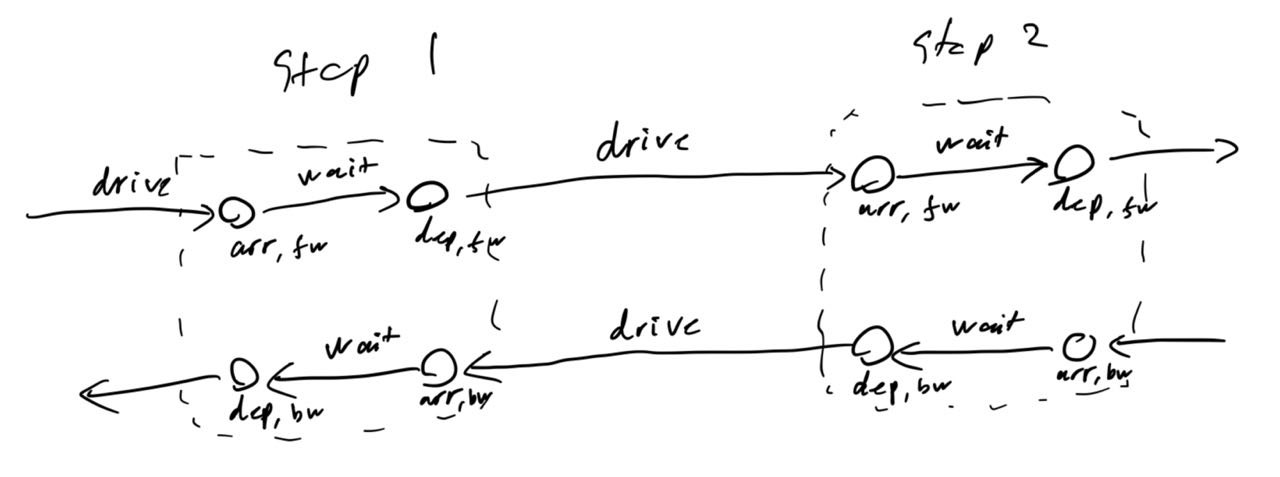 Stop 1
Stop 2
drive
wait
drive
wait
arr, fw
dep, fw
arr, fw
dep, fw
wait
drive
wait
dep, bw
arr, bw
dep, bw
arr, bw